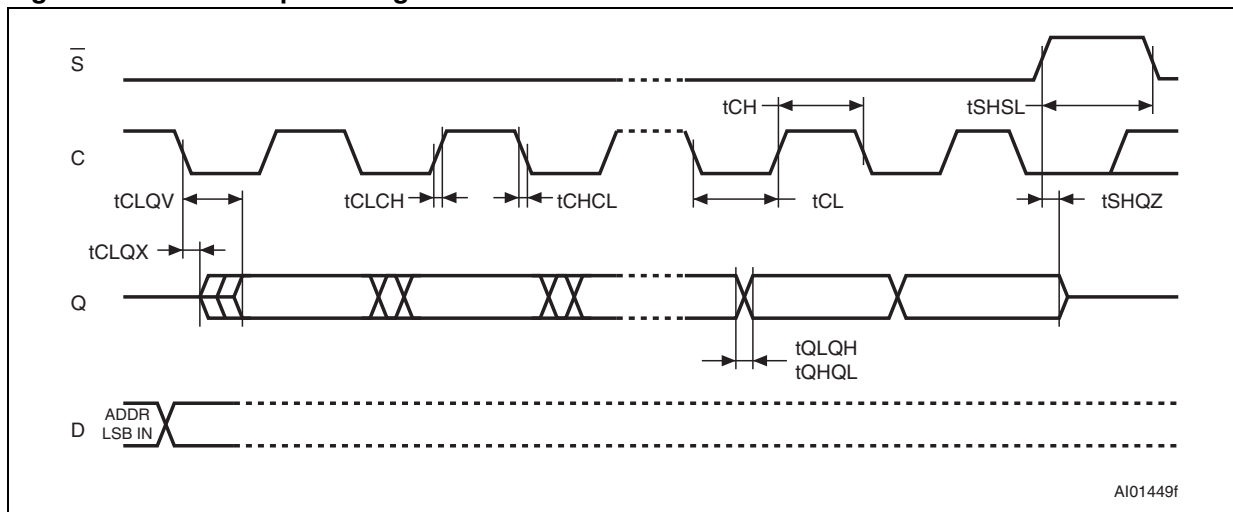 S
tCH
tSHSL
C
tCLQV
tCLCH
tCHCL
tCL
tSHQZ
tCLQX
Q
tQLQH
tQHQL
D
ADDR
LSB IN
AI01449f